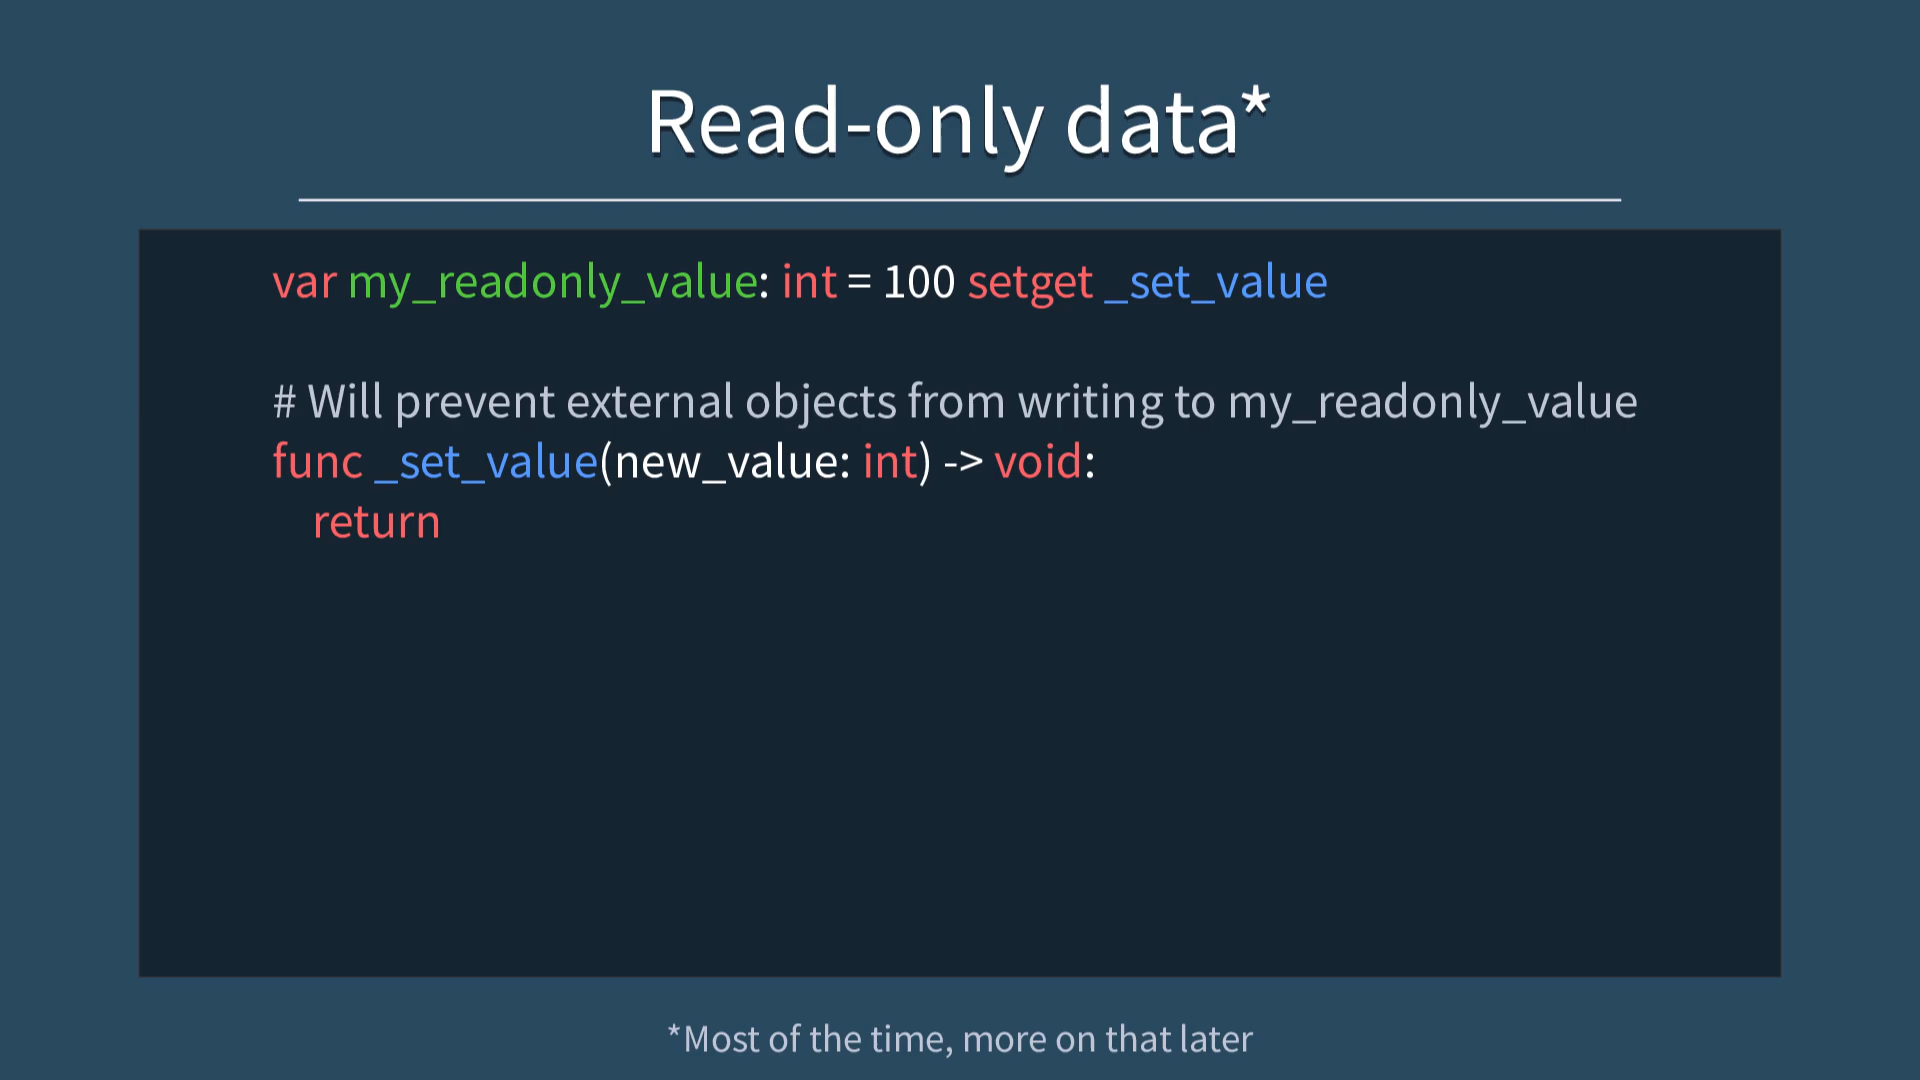 Read-only data*
var my_readonly_value: int = 100 setget _set_value
# Will prevent external objects from writing to my_readonly_value
func _set_value(new_value: int) -> void:
return
*Most of the time, more on that later